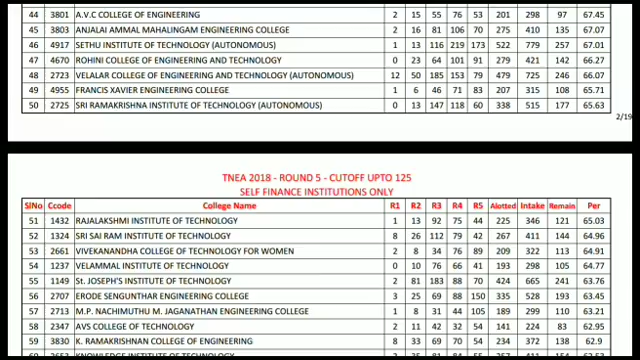 44 3801 A.V.C COLLEGE OF ENGINEERING 2 15 55 76 53 201 298 97 67.45
45 3803 ANJALAI AMMAL MAHALINGAM ENGINEERING COLLEGE 2 16 81 106 70 275 410 135 67.07
46 4917 SETHU INSTITUTE OF TECHNOLOGY (AUTONOMOUS) 1 13 116 219 173 522 779 257 67.01
47 4670 ROHINI COLLEGE OF ENGINEERING AND TECHNOLOGY 0 23 64 101 91 279 421 142 66.27
48 2723 VELALAR COLLEGE OF ENGINEERING AND TECHNOLOGY (AUTONOMOUS) 12 50 185 153 79 479 725 246 66.07
49 4955 FRANCIS XAVIER ENGINEERING COLLEGE 1 6 46 71 83 207 315 108 65.71
50 2725 SRI RAMAKRISHNA INSTITUTE OF TECHNOLOGY (AUTONOMOUS) 0 13 147 118 60 338 515 177 65.63
2/19
TNEA 2018 - ROUND 5 - CUTOFF UPTO 125
SELF FINANCE INSTITUTIONS ONLY
SlNo Ccode College Name R1 R2 R3 R4 R5 Alotted Intake Remain Per
51 1432 RAJALAKSHMI INSTITUTE OF TECHNOLOGY 1 13 92 75 44 225 346 121 65.03
52 1324 SRI SAI RAM INSTITUTE OF TECHNOLOGY 8 26 112 79 42 267 411 144 64.96
53 2661 VIVEKANANDHA COLLEGE OF TECHNOLOGY FOR WOMEN 2 8 34 76 89 209 322 113 64.91
54 1237 VELAMMAL INSTITUTE OF TECHNOLOGY 0 10 76 66 41 193 298 105 64.77
55 1149 St. JOSEPH'S INSTITUTE OF TECHNOLOGY 2 81 183 88 70 424 665 241 63.76
56 2707 ERODE SENGUNTHAR ENGINEERING COLLEGE 3 25 69 88 150 335 528 193 63.45
57 2713 M.P. NACHIMUTHU M. JAGANATHAN ENGINEERING COLLEGE 1 8 31 44 105 189 299 110 63.21
58 2347 AVS COLLEGE OF TECHNOLOGY 2 11 42 32 54 141 224 83 62.95
59 3830 K. RAMAKRISHNAN COLLEGE OF ENGINEERING 8 33 69 70 54 234 372 138 62.9
60 2653 KNOWLEDGE INSTITUTE OF TECHNOLOGY 2 35 81 84 55